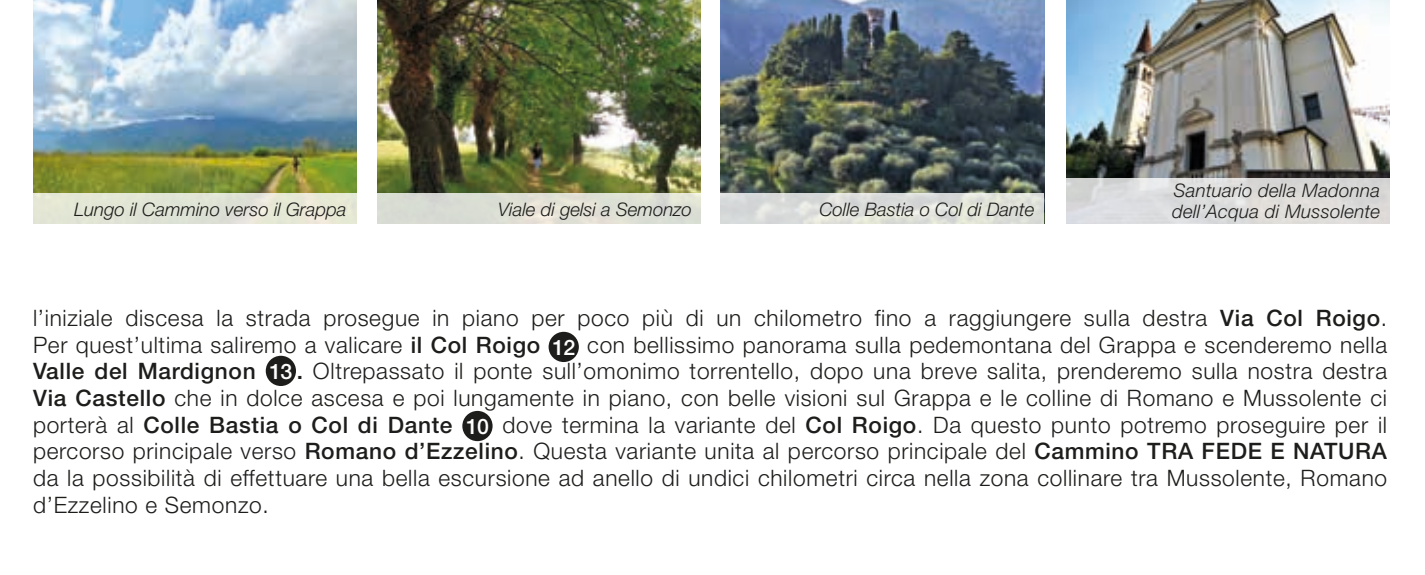 Lungo il Cammino verso il Grappa
Viale di gelsi a Semonzo
Colle Bastia o Col di Dante
Santuario della Madonna
dell'Acqua di Mussolente
l'iniziale discesa la strada prosegue in piano per poco più di un chilometro fino a raggiungere sulla destra Via Col Roigo.
Per quest'ultima saliremo a valicare il Col Roigo 12 con bellissimo panorama sulla pedemontana del Grappa e scenderemo nella
Valle del Mardignon 13. Oltrepassato il ponte sull'omonimo torrentello, dopo una breve salita, prenderemo sulla nostra destra
Via Castello che in dolce ascesa e poi lungamente in piano, con belle visioni sul Grappa e le colline di Romano e Mussolente ci
porterà al Colle Bastia o Col di Dante 10 dove termina la variante del Col Roigo. Da questo punto potremo proseguire per il
percorso principale verso Romano d'Ezzelino. Questa variante unita al percorso principale del Cammino TRA FEDE E NATURA
da la possibilità di effettuare una bella escursione ad anello di undici chilometri circa nella zona collinare tra Mussolente, Romano
d'Ezzelino e Semonzo.